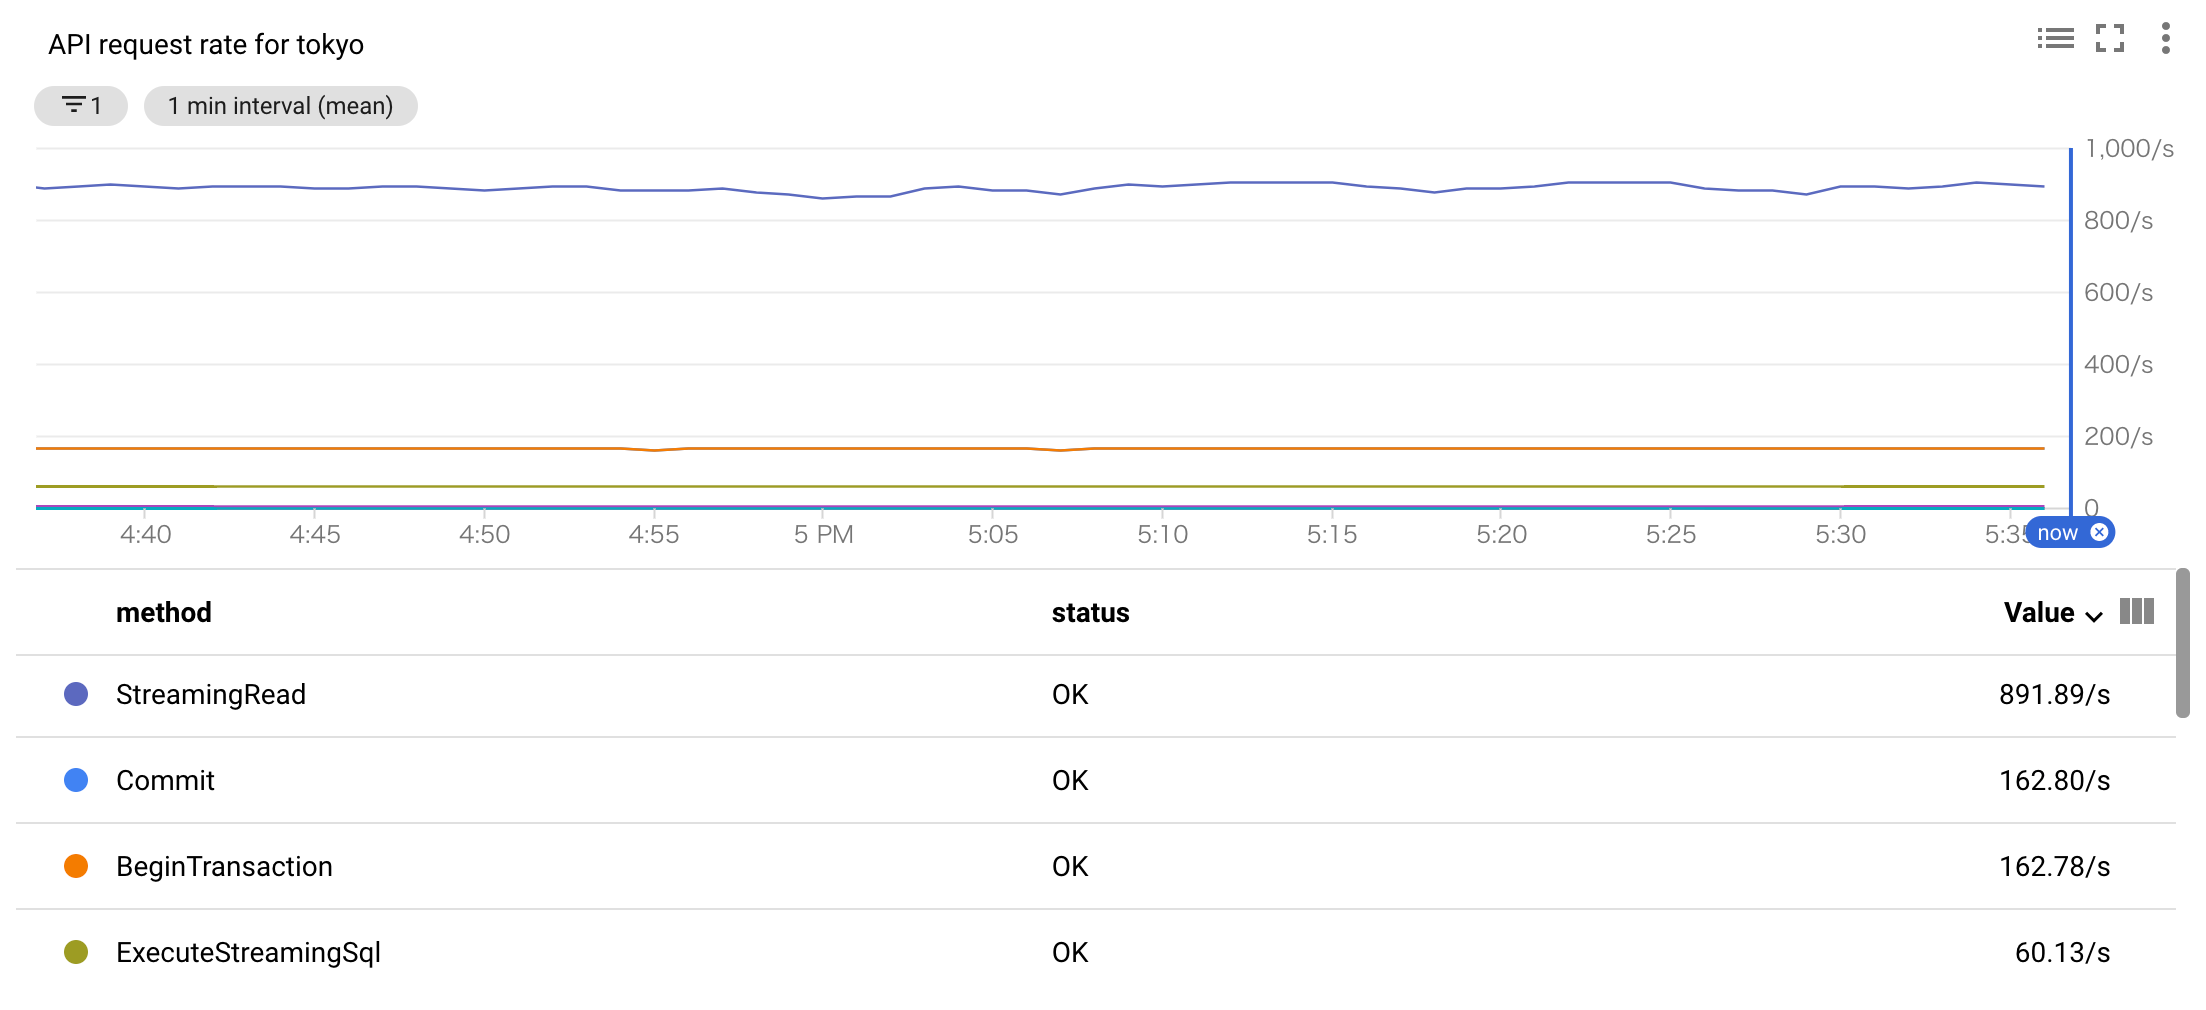 API request rate for tokyo
1
1 min interval (mean)
1,000/s
800/s
600/s
400/s
200/s
0
4:40 4:45 4:50 4:55 5 PM 5:05 5:10 5:15 5:20 5:25 5:30 5:35 now
method status Value
StreamingRead OK 891.89/s
Commit OK 162.80/s
BeginTransaction OK 162.78/s
ExecuteStreamingSql OK 60.13/s